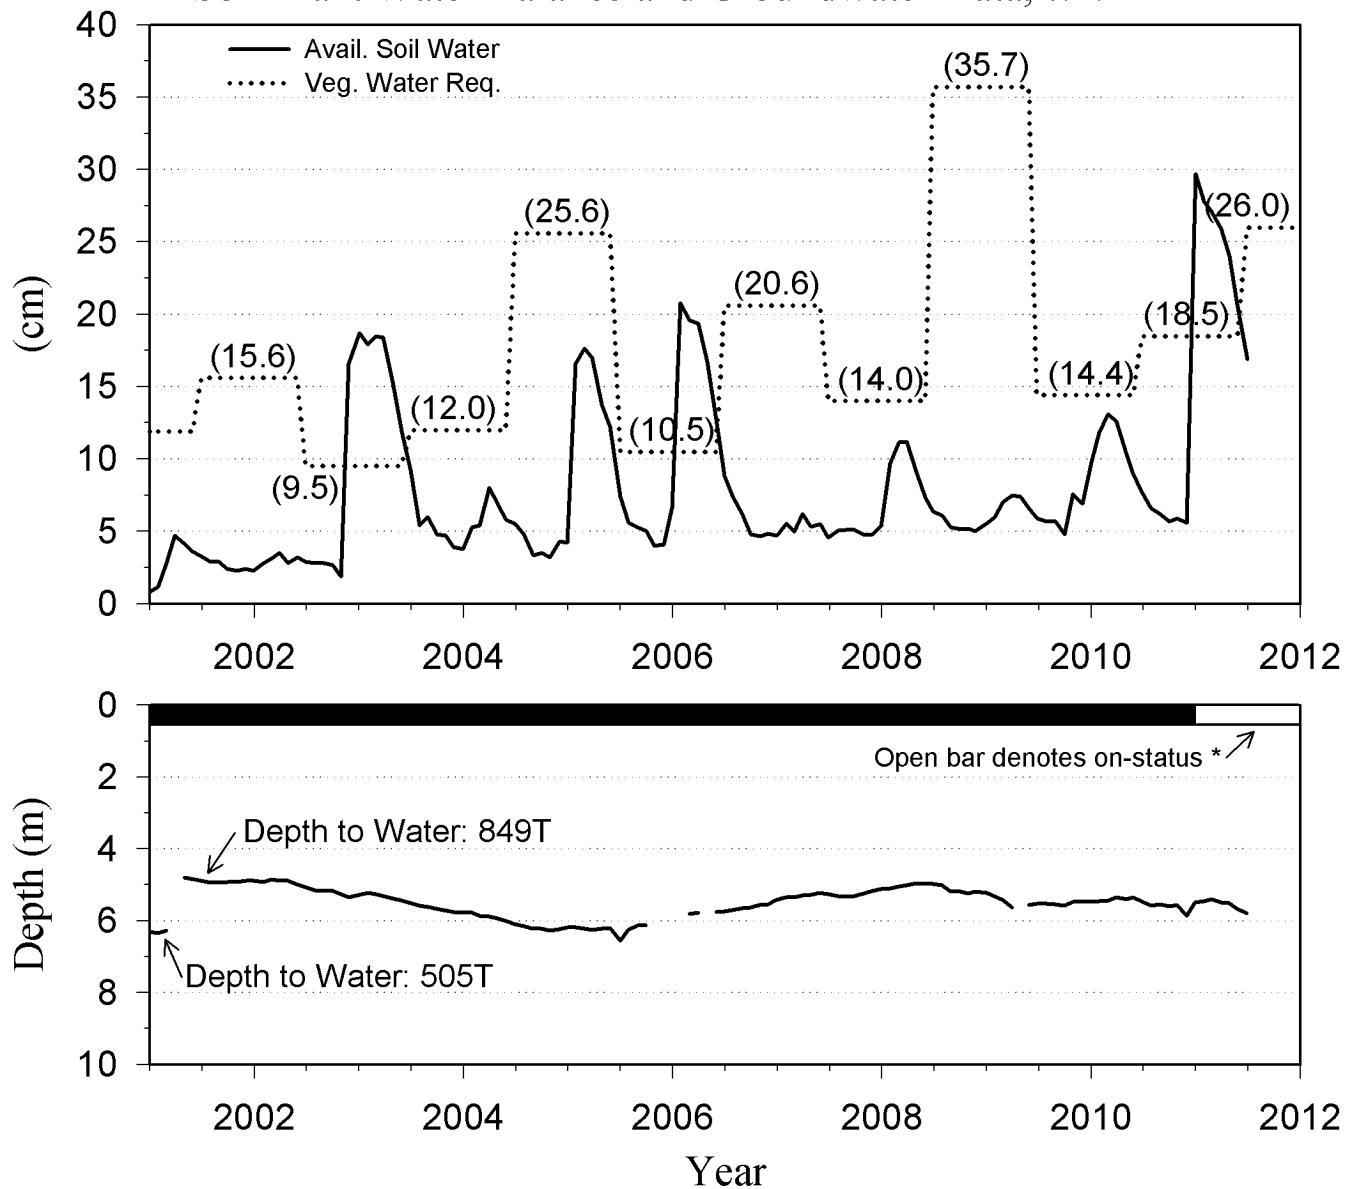 40
Avail. Soil Water
Veg. Water Req.
(35.7)
35
30
(25.6)
(26.0)
25
(20.6)
20
(18.5)
(15.6)
(14.0)
(14.4)
15
(12.0)
(10.5)
10
(9.5)
5
0
(cm)
2002 2004 2006 2008 2010 2012
0
Open bar denotes on-status *
2
Depth to Water: 849T
4
6
Depth to Water: 505T
8
10
Depth (m)
2002 2004 2006 2008 2010 2012
Year